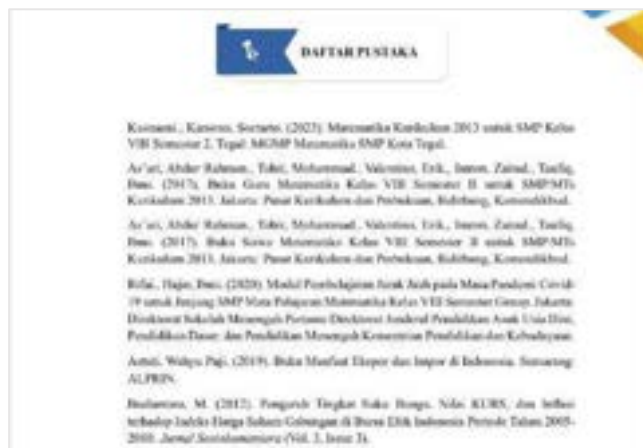 DAFTAR PUSTAKA
Kusmanti., Karsono, Sutarto. (2023). Matematika Kurikulum 2013 untuk SMP Kelas
VIII Semester 2. Tegal: MGMP Matematika SMP Kota Tegal.
As'ari, Abdur Rahman., Tohir, Mohammad., Valentino, Erik., Imron, Zainul., Taufiq,
Ibnu. (2017). Buku Guru Matematika Kelas VIII Semester II untuk SMP/MTs
Kurikulum 2013. Jakarta: Pusat Kurikulum dan Perbukuan, Balitbang, Kemendikbud.
As'ari, Abdur Rahman., Tohir, Mohammad., Valentino, Erik., Imron, Zainul., Taufiq,
Ibnu. (2017). Buku Siswa Matematika Kelas VIII Semester II untuk SMP/MTs
Kurikulum 2013. Jakarta: Pusat Kurikulum dan Perbukuan, Balitbang, Kemendikbud.
Rifai., Hajar, Ibnu. (2020). Modul Pembelajaran Jarak Jauh pada Masa Pandemi Covid-
19 untuk Jenjang SMP Mata Pelajaran Matematika Kelas VIII Semester Genap. Jakarta:
Direktorat Sekolah Menengah Pertama Direktorat Jenderal Pendidikan Anak Usia Dini,
Pendidikan Dasar, dan Pendidikan Menengah Kementerian Pendidikan dan Kebudayaan.
Astuti, Wahyu Puji. (2019). Buku Manfaat Ekspor dan Impor di Indonesia. Semarang:
ALPRIN.
M. (2012). Pengaruh Tingkat Suku Bunga, Nilai KURS, dan Inflasi
terhadap Indeks Harga Saham Gabungan di Bursa Efek Indonesia Periode Tahun 2005-
2010. Jurnal (Vol. 3, Issue 3).